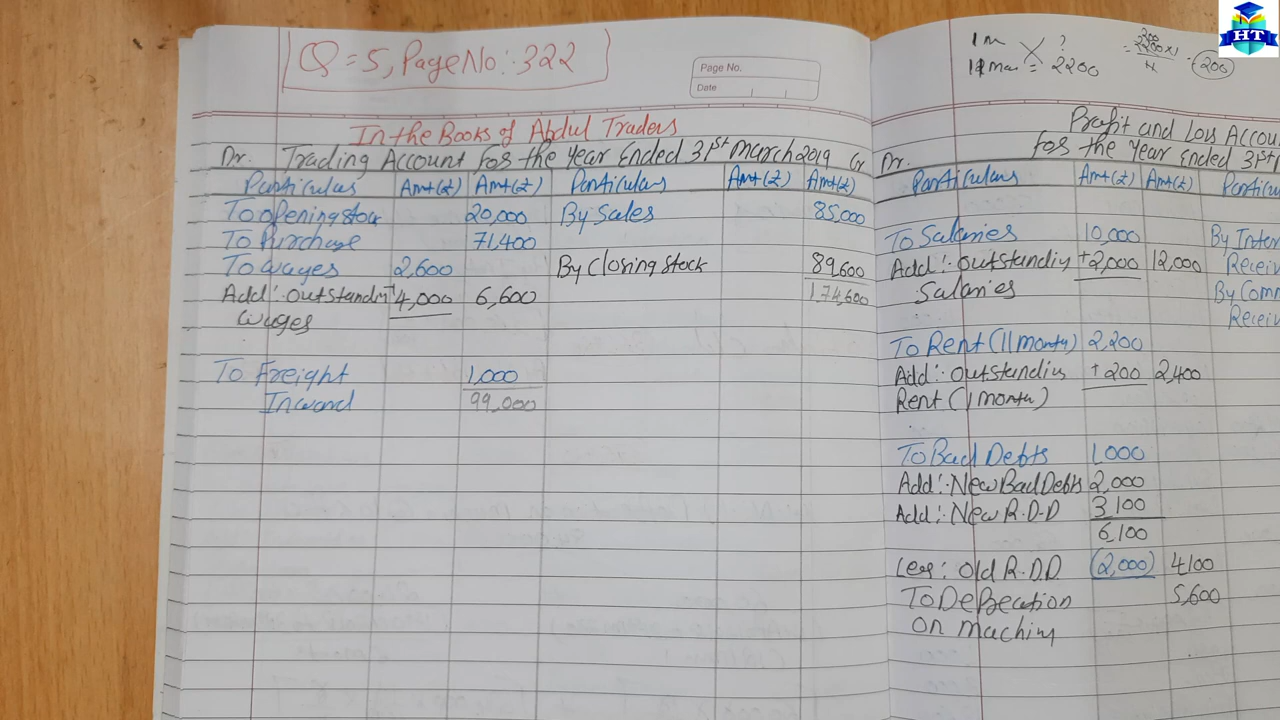 HT
Q = 5, Page No: 322
Page No.
Date
In the Books of Abdul Traders
Dr. Trading Account For the Year Ended 31st March 2019 Cr
Particulars Amt(₹) Amt(₹) Particulars Amt(₹) Amt(₹)
To opening stock 20,000 By Sales 85,000
To Purchase 71,400
To wages 2,600 By Closing Stock 89,600
Add: outstanding +4,000 6,600 1,74,600
wages
To Freight 1,000
Inward 99,000
1m ?
11 mon = 2200
= 2200 x 1
11
200
200
Profit and Loss Accou
Dr. For the Year Ended 31st
Particulars Amt(₹) Amt(₹) Particu
To Salaries 10,000 By Inter
Add:- outstanding +2,000 12,000 Receiv
Salaries By Comm
Receiv
To Rent (11 month) 2,200
Add:- outstanding +200 2,400
Rent (1 month)
To Bad Debts 1,000
Add:- New Bad Debts 2,000
Add:- New R.D.D 3,100
6,100
Less: Old R.D.D (2,000) 4,100
To Depreciation 5,600
on machiny